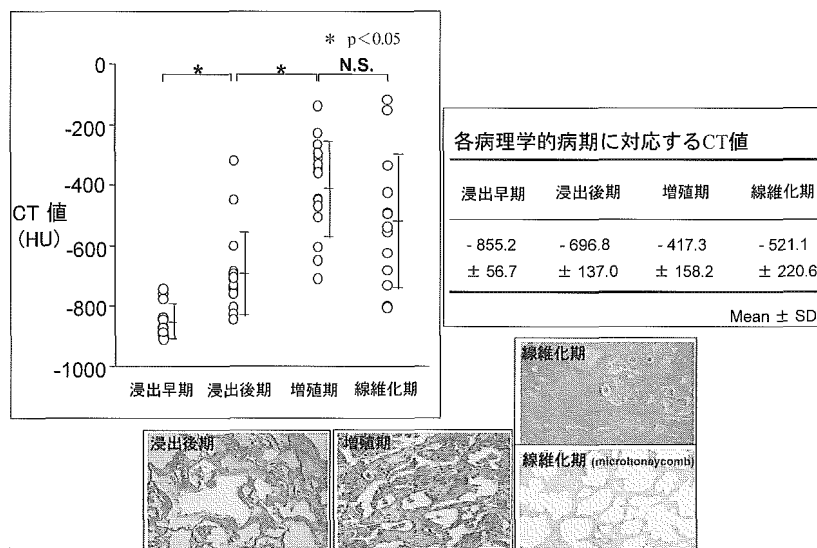 * p<0.05
N.S.
*
*
0
-200
-400
-600
-800
-1000
CT 値
(HU)
浸出早期 浸出後期 増殖期 線維化期
各病理学的病期に対応するCT値
浸出早期 浸出後期 増殖期 線維化期
-855.2 -696.8 -417.3 -521.1
± 56.7 ± 137.0 ± 158.2 ± 220.6
Mean ± SD
浸出後期
増殖期
線維化期
線維化期 (microhoneycomb)